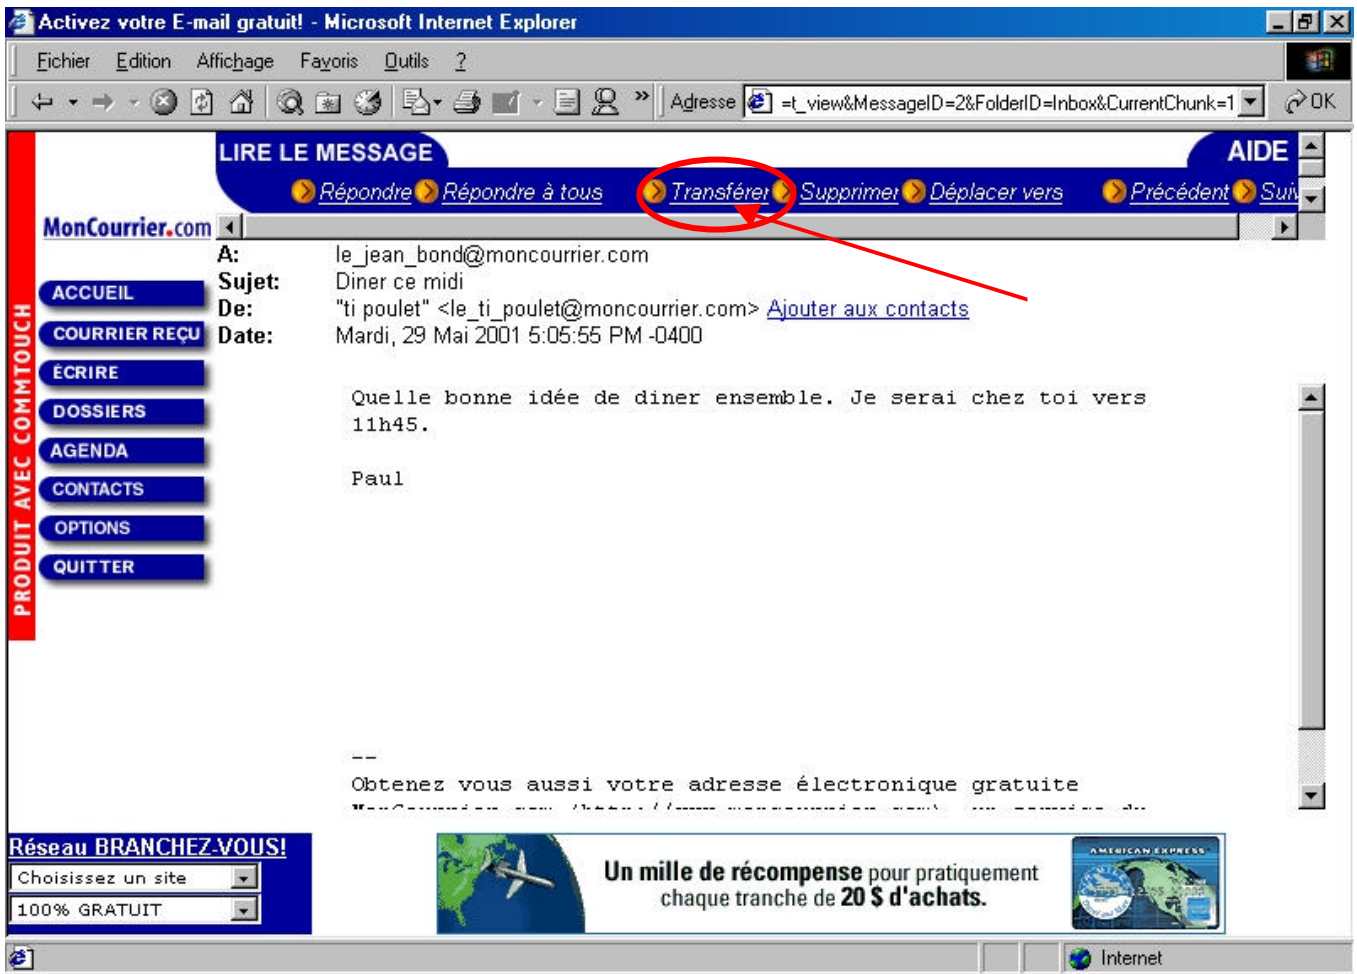 Activez votre E-mail gratuit! - Microsoft Internet Explorer
Fichier Edition Affichage Favoris Outils ?
» Adresse =t_view&MessageID=2&FolderID=Inbox&CurrentChunk=1 OK
LIRE LE MESSAGE AIDE
Répondre Répondre à tous Transférer Supprimer Déplacer vers Précédent
MonCourrier.com
A: le_jean_bond@moncourrier.com
Sujet: Diner ce midi
De: "ti poulet" <le_ti_poulet@moncourrier.com> Ajouter aux contacts
Date: Mardi, 29 Mai 2001 5:05:55 PM -0400
PRODUIT AVEC COMMTOUCH
ACCUEIL
COURRIER REÇU
ÉCRIRE
DOSSIERS
AGENDA
CONTACTS
OPTIONS
QUITTER
Quelle bonne idée de diner ensemble. Je serai chez toi vers
11h45.
Paul
--
Obtenez vous aussi votre adresse électronique gratuite
Réseau BRANCHEZ-VOUS!
Choisissez un site
100% GRATUIT
Un mille de récompense pour pratiquement
chaque tranche de 20 $ d'achats.
AMERICAN EXPRESS
Internet